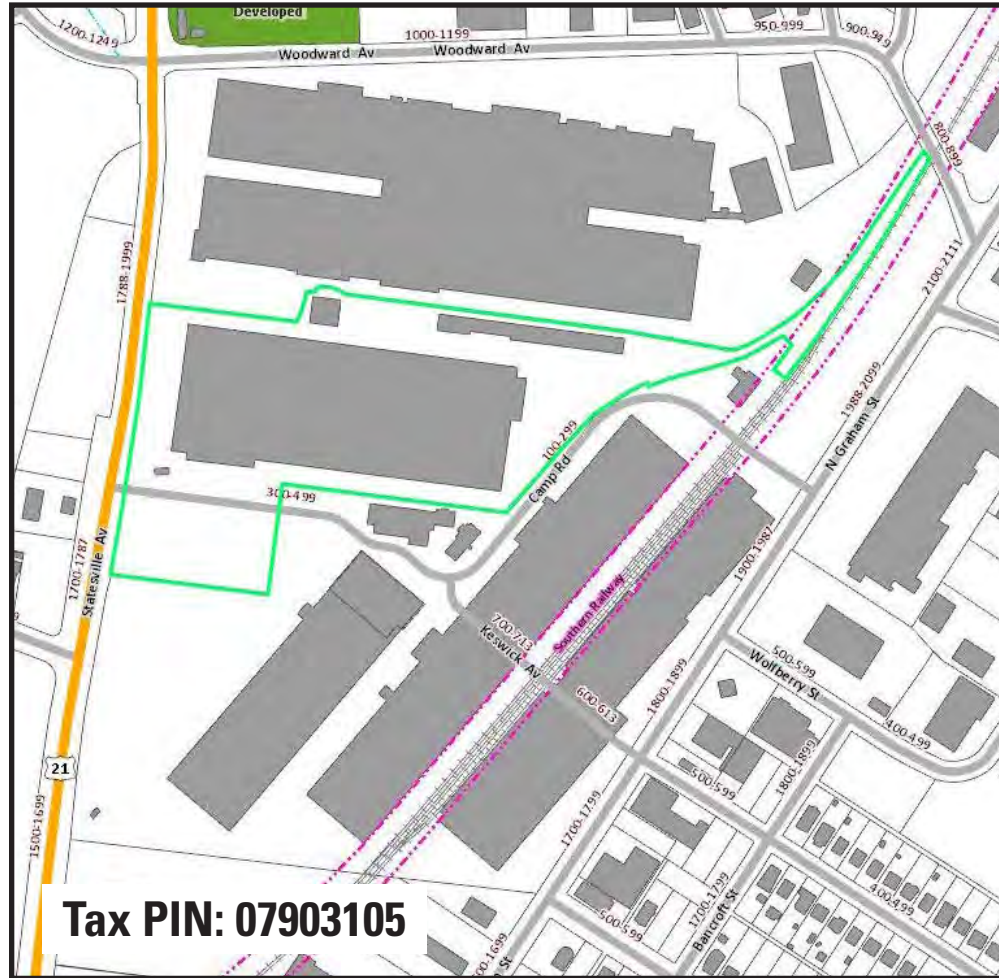 Developed
1200-1249
1000-1199
950-999
900-949
Woodward Av
Woodward Av
800-899
1788-1999
2100-2111
1988-2099
N Graham St
100-299
Camp Rd
300-499
1900-1987
1700-1787
Statesville Av
Southern Railway
700-713
Keswick Av
600-613
500-599
Wolfberry St
400-499
1800-1899
1800-1899
500-599
21
1500-1699
1700-1799
400-499
1700-1799
Bancroft St
500-599
Tax PIN: 07903105